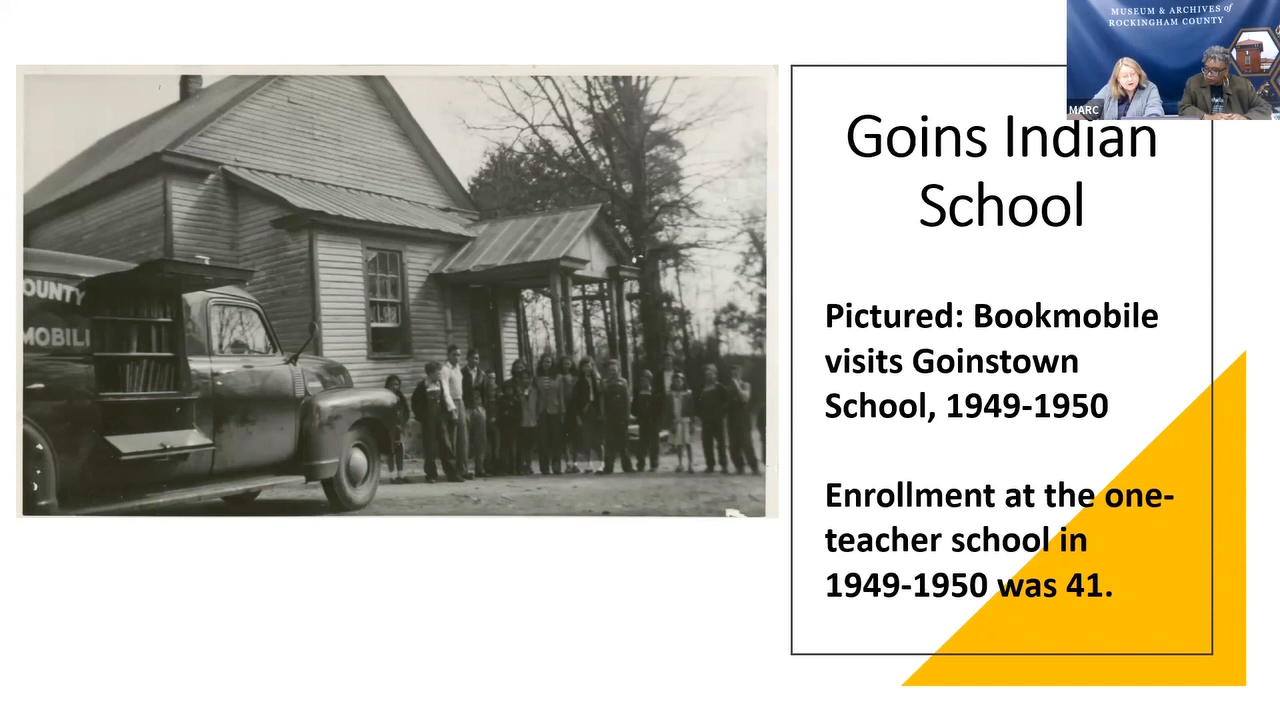 MUSEUM & ARCHIVES of
ROCKINGHAM COUNTY
MARC
Goins Indian
School
Pictured: Bookmobile
visits Goinstown
School, 1949-1950
Enrollment at the one-
teacher school in
1949-1950 was 41.
OUNTY
MOBILI